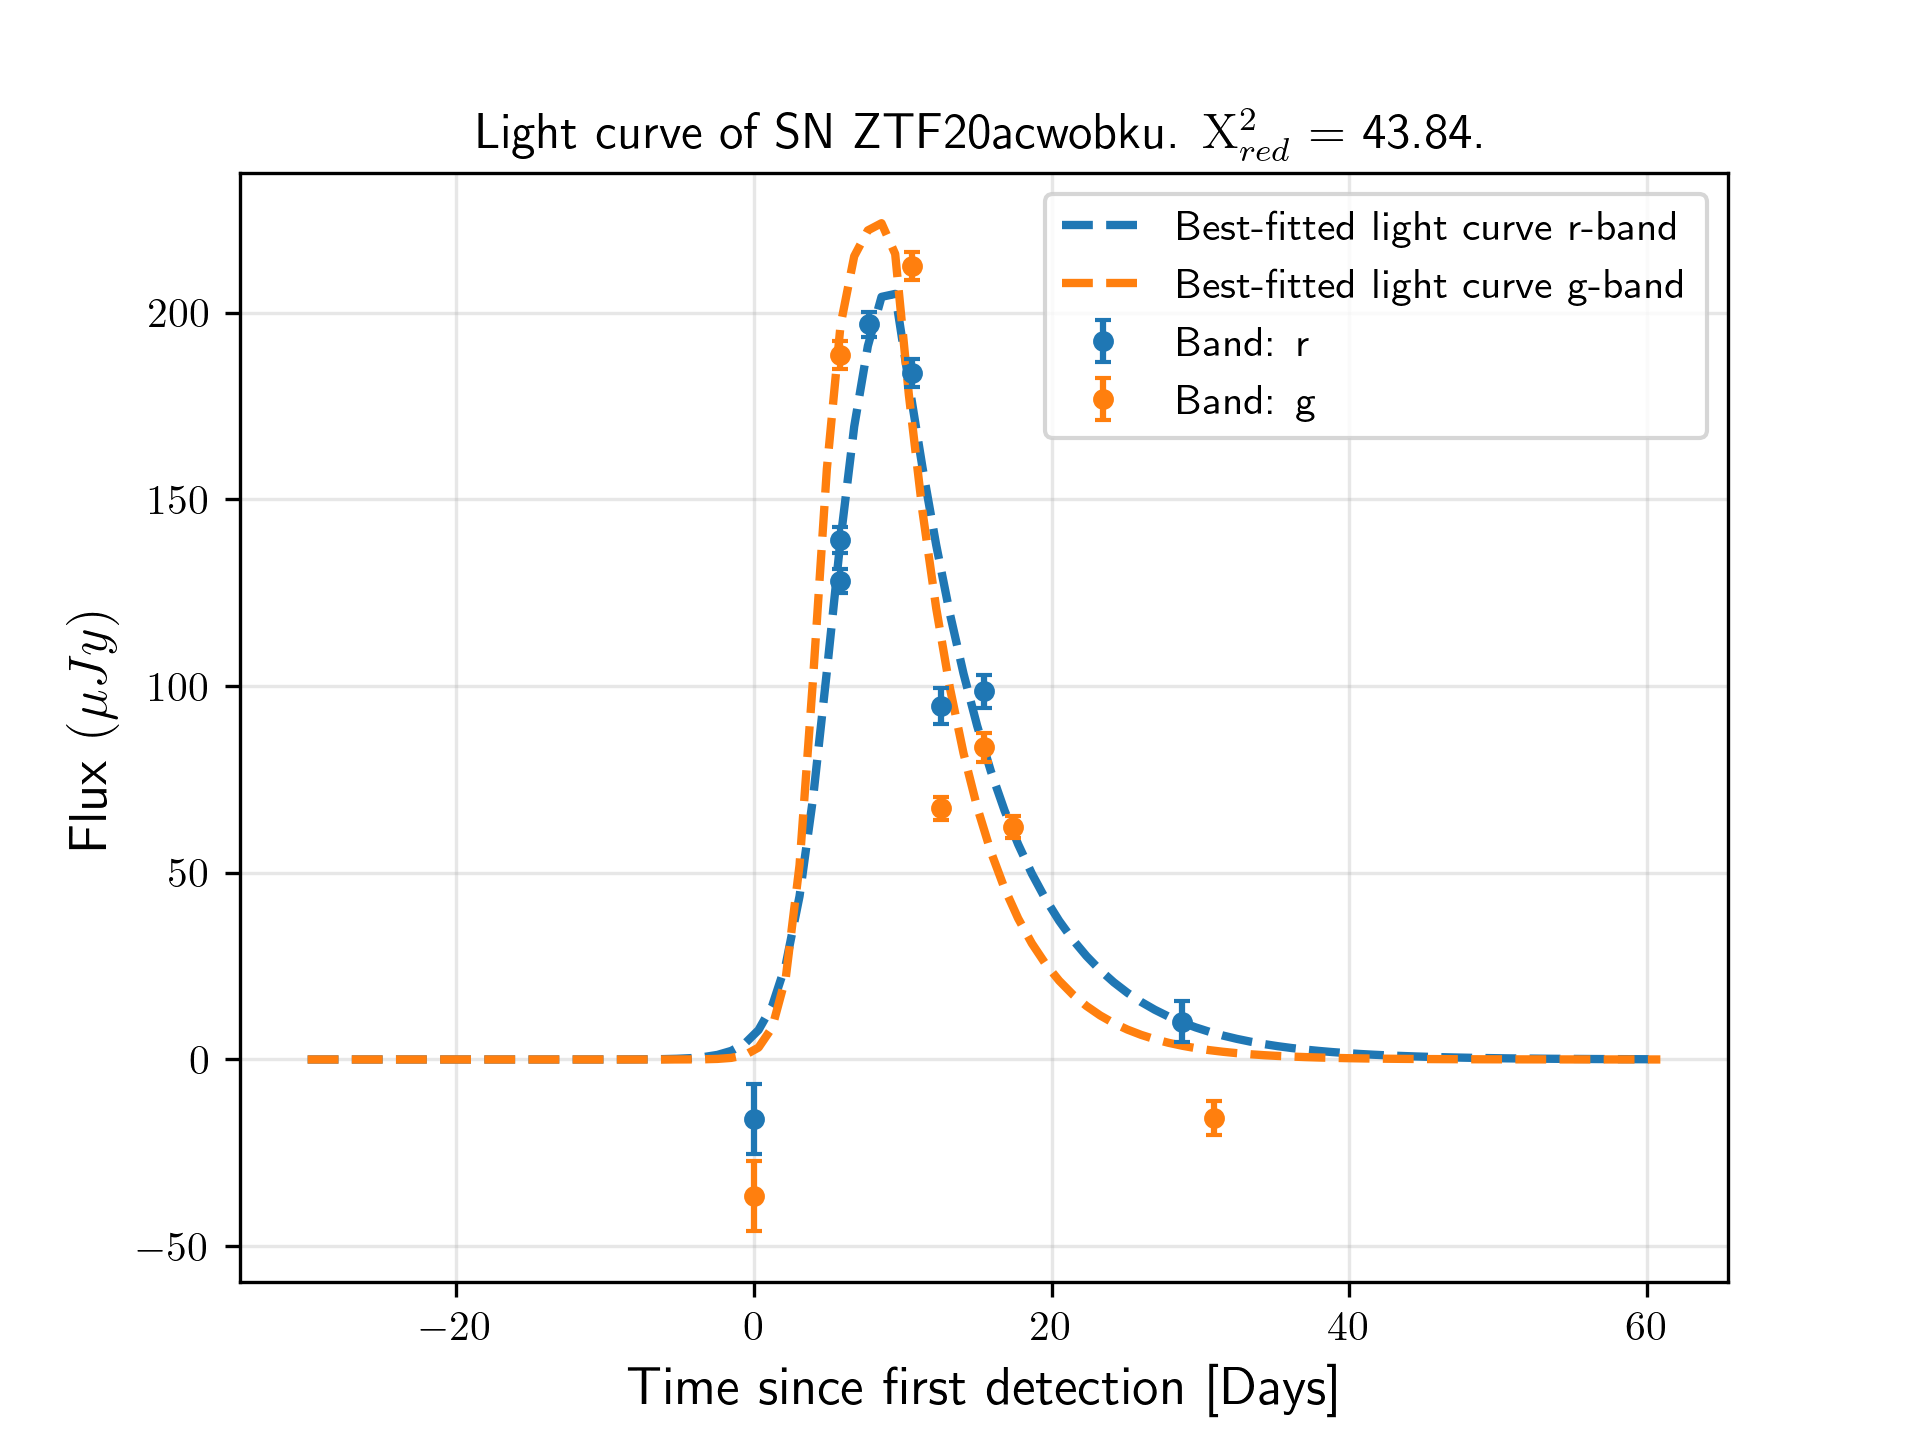 Light curve of SN ZTF20acwobku. X²_red = 43.84.
Best-fitted light curve r-band
Best-fitted light curve g-band
Band: r
Band: g
200
150
100
50
0
−50
Flux (μJy)
−20 0 20 40 60
Time since first detection [Days]